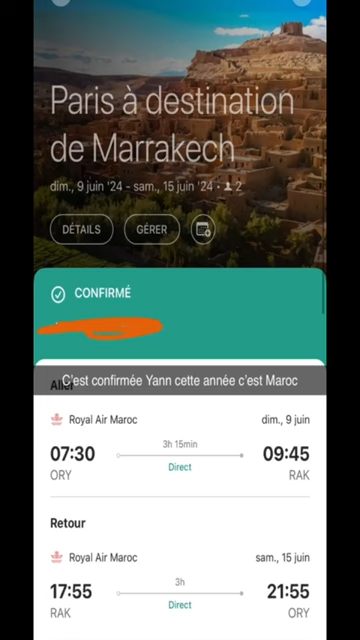 Paris à destination
de Marrakech
dim., 9 juin '24 - sam., 15 juin '24 • 2
DÉTAILS GÉRER
CONFIRMÉ
C'est confirmée Yann cette année c'est Maroc
Aller
Royal Air Maroc dim., 9 juin
3h 15min
07:30 09:45
Direct
ORY RAK
Retour
Royal Air Maroc sam., 15 juin
3h
17:55 21:55
Direct
RAK ORY